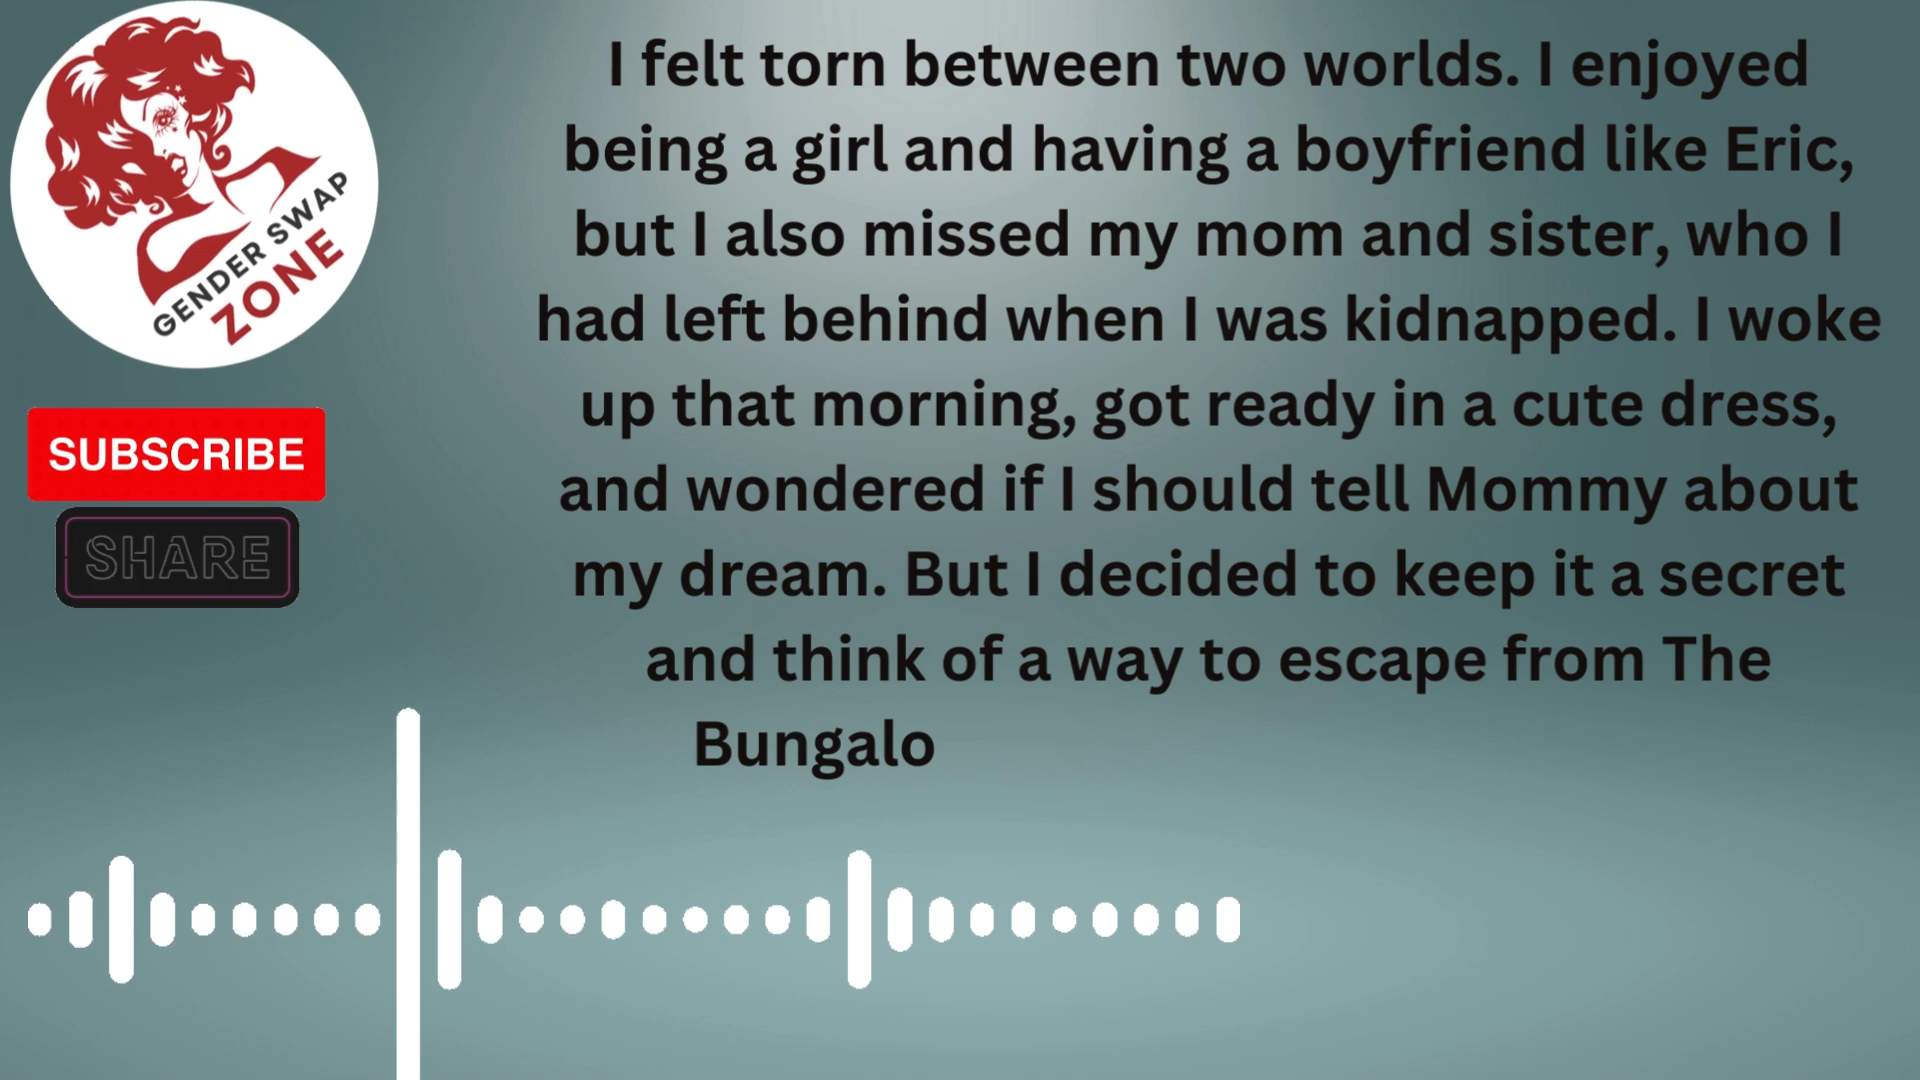 I felt torn between two worlds. I enjoyed
being a girl and having a boyfriend like Eric,
but I also missed my mom and sister, who I
had left behind when I was kidnapped. I woke
up that morning, got ready in a cute dress,
and wondered if I should tell Mommy about
my dream. But I decided to keep it a secret
and think of a way to escape from The
Bungalo
GENDER SWAP
ZONE
SUBSCRIBE
SHARE